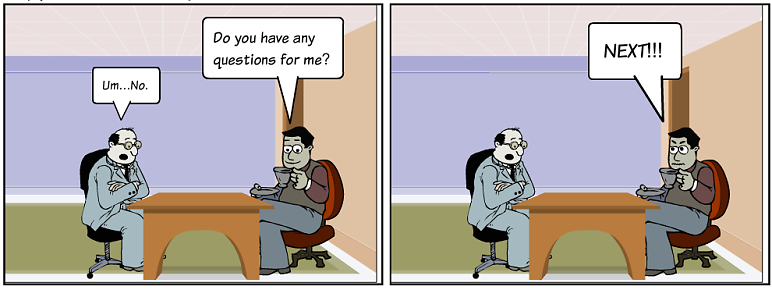 Do you have any
questions for me?
Um...No.
NEXT!!!